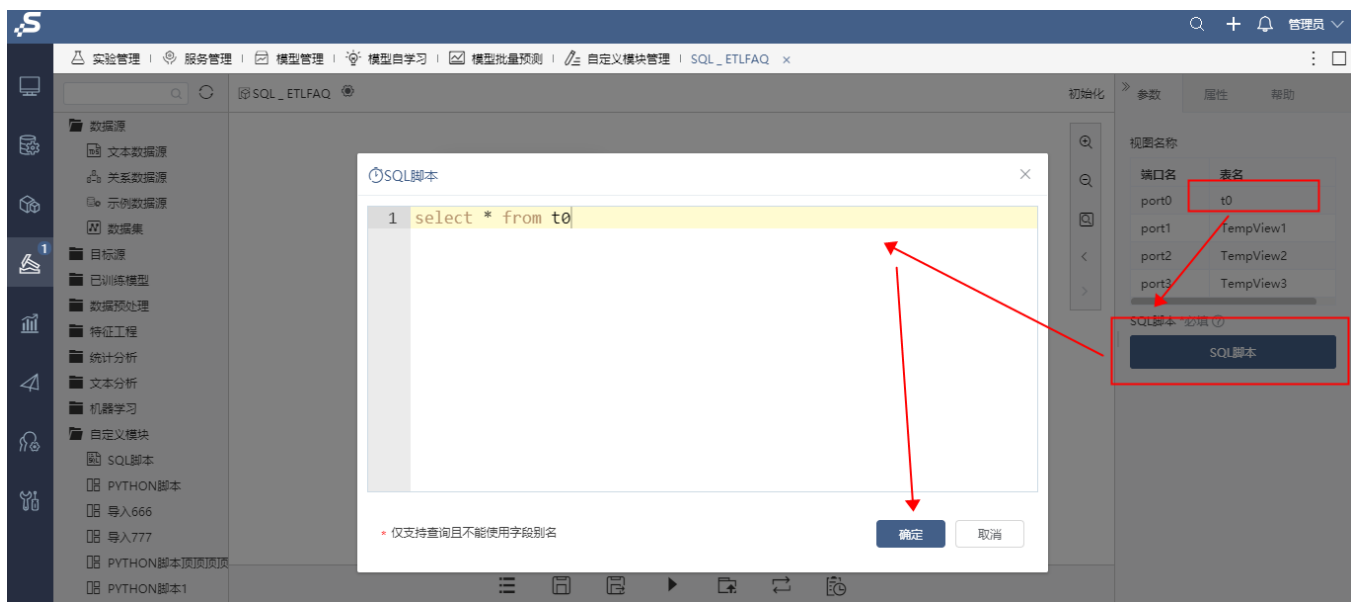 S
管理员
实验管理 服务管理 模型管理 模型自学习 模型批量预测 自定义模块管理 SQL_ETLFAQ ×
SQL_ETLFAQ
初始化
参数 属性 帮助
数据源
文本数据源
关系数据源
示例数据源
数据集
目标源
1
已训练模型
数据预处理
特征工程
统计分析
文本分析
机器学习
自定义模块
SQL脚本
PYTHON脚本
导入666
导入777
PYTHON脚本顶顶顶顶
PYTHON脚本1
SQL脚本
1 select * from t0
* 仅支持查询且不能使用字段别名
确定 取消
视图名称
端口名 表名
port0 t0
port1 TempView1
port2 TempView2
port3 TempView3
SQL脚本 *必填
SQL脚本